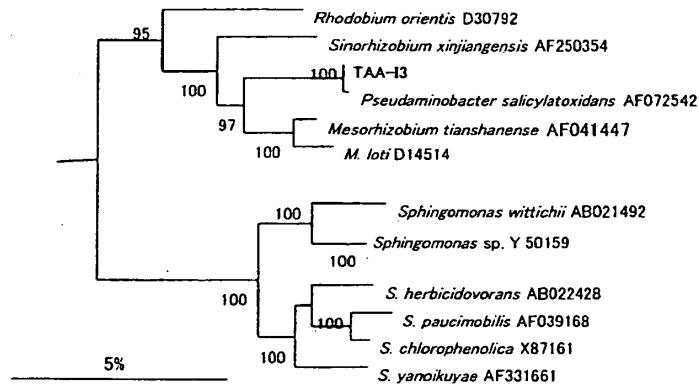 Rhodobium orientis D30792
95
Sinorhizobium xinjiangensis AF250354
100 TAA-I3
100
Pseudaminobacter salicylatoxidans AF072542
97
Mesorhizobium tianshanense AF041447
100
M. loti D14514
100
Sphingomonas wittichii AB021492
Sphingomonas sp. Y 50159
100
100
S. herbicidovorans AB022428
100
S. paucimobilis AF039168
100
S. chlorophenolica X87161
5%
S. yanoikuyae AF331661